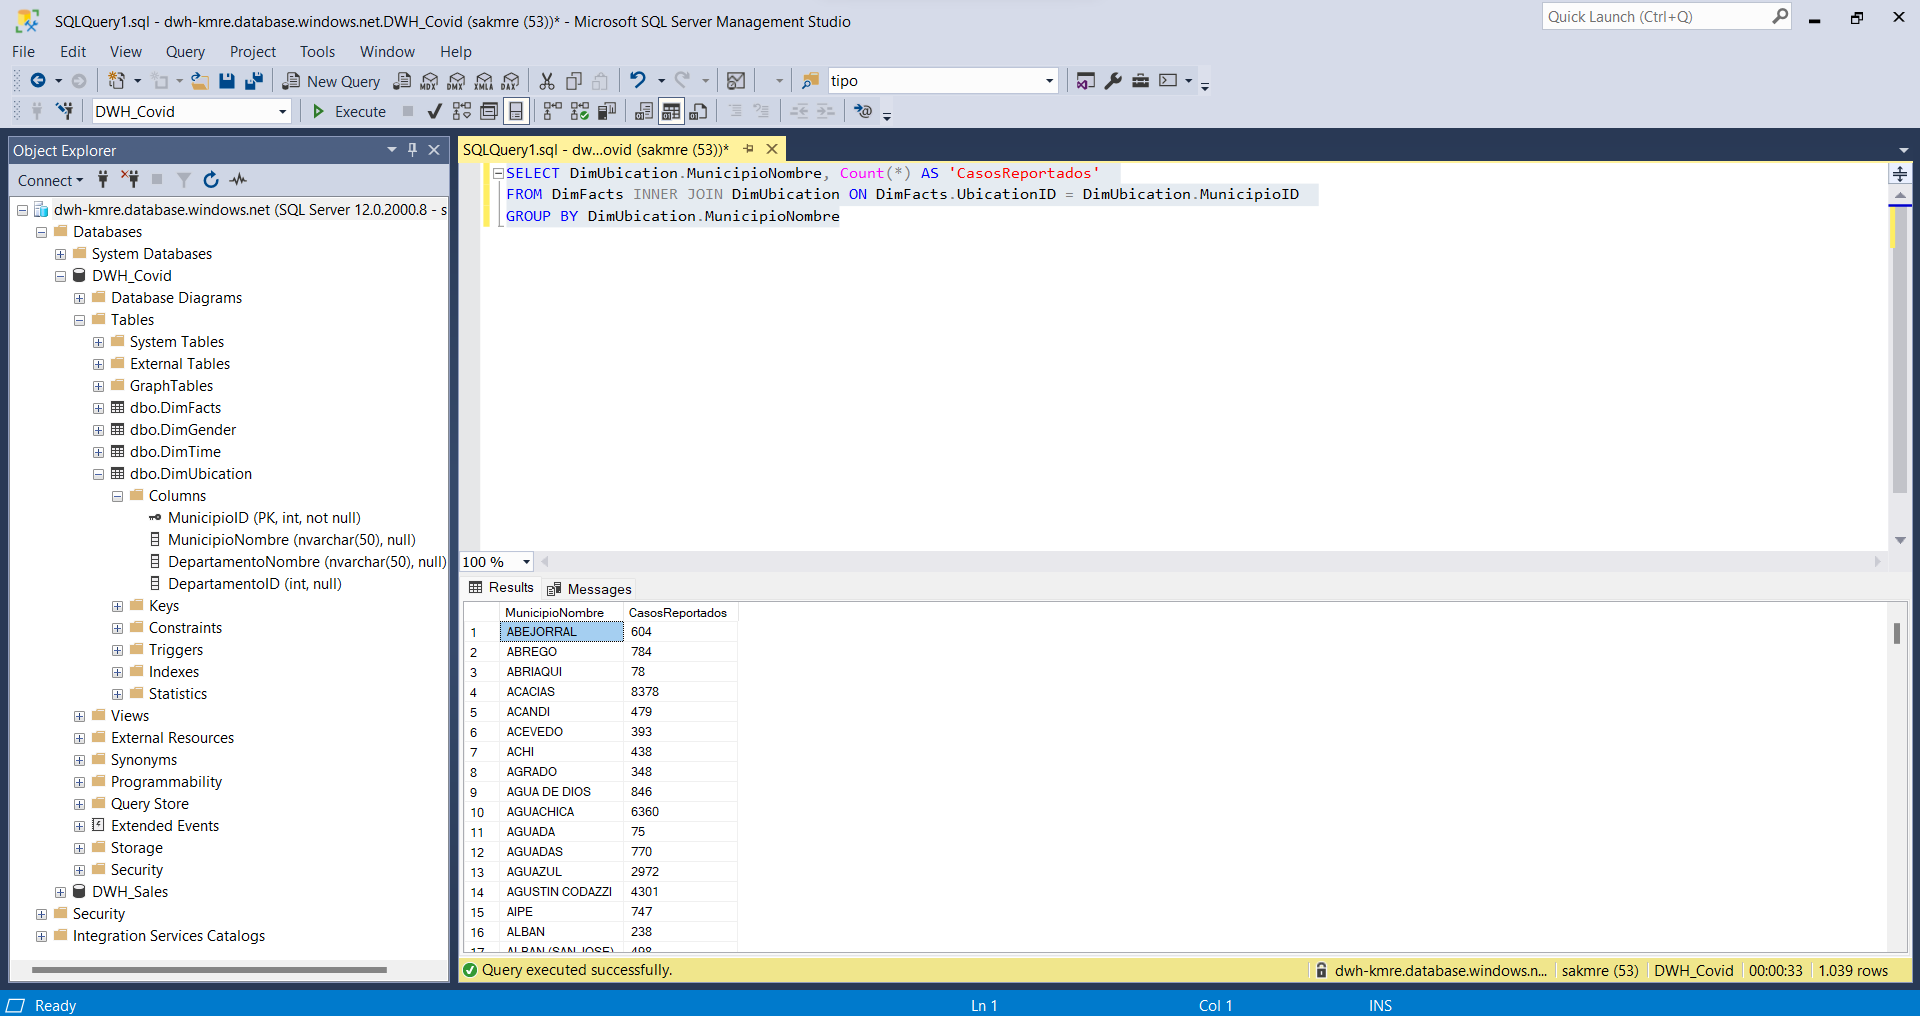 SQLQuery1.sql - dwh-kmre.database.windows.net.DWH_Covid (sakmre (53))* - Microsoft SQL Server Management Studio
Quick Launch (Ctrl+Q)
File Edit View Query Project Tools Window Help
New Query
MDX DMX XMLA DAX
tipo
DWH_Covid
Execute
Object Explorer
Connect
dwh-kmre.database.windows.net (SQL Server 12.0.2000.8 - s
Databases
System Databases
DWH_Covid
Database Diagrams
Tables
System Tables
External Tables
GraphTables
dbo.DimFacts
dbo.DimGender
dbo.DimTime
dbo.DimUbication
Columns
MunicipioID (PK, int, not null)
MunicipioNombre (nvarchar(50), null)
DepartamentoNombre (nvarchar(50), null)
DepartamentoID (int, null)
Keys
Constraints
Triggers
Indexes
Statistics
Views
External Resources
Synonyms
Programmability
Query Store
Extended Events
Storage
Security
DWH_Sales
Security
Integration Services Catalogs
SQLQuery1.sql - dw...ovid (sakmre (53))*
SELECT DimUbication.MunicipioNombre, Count(*) AS 'CasosReportados'
FROM DimFacts INNER JOIN DimUbication ON DimFacts.UbicationID = DimUbication.MunicipioID
GROUP BY DimUbication.MunicipioNombre
100 %
Results Messages
MunicipioNombre CasosReportados
1 ABEJORRAL 604
2 ABREGO 784
3 ABRIAQUI 78
4 ACACIAS 8378
5 ACANDI 479
6 ACEVEDO 393
7 ACHI 438
8 AGRADO 348
9 AGUA DE DIOS 846
10 AGUACHICA 6360
11 AGUADA 75
12 AGUADAS 770
13 AGUAZUL 2972
14 AGUSTIN CODAZZI 4301
15 AIPE 747
16 ALBAN 238
17 ALBAN (SAN JOSE) 498
Query executed successfully.
dwh-kmre.database.windows.n... sakmre (53) DWH_Covid 00:00:33 1.039 rows
Ready Ln 1 Col 1 INS